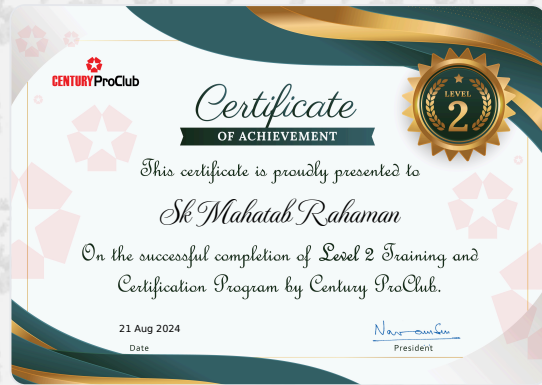 CENTURY ProClub
Certificate
OF ACHIEVEMENT
LEVEL
2
This certificate is proudly presented to
Sk Mahatab Rahaman
On the successful completion of Level 2 Training and
Certification Program by Century ProClub.
21 Aug 2024
Date
President